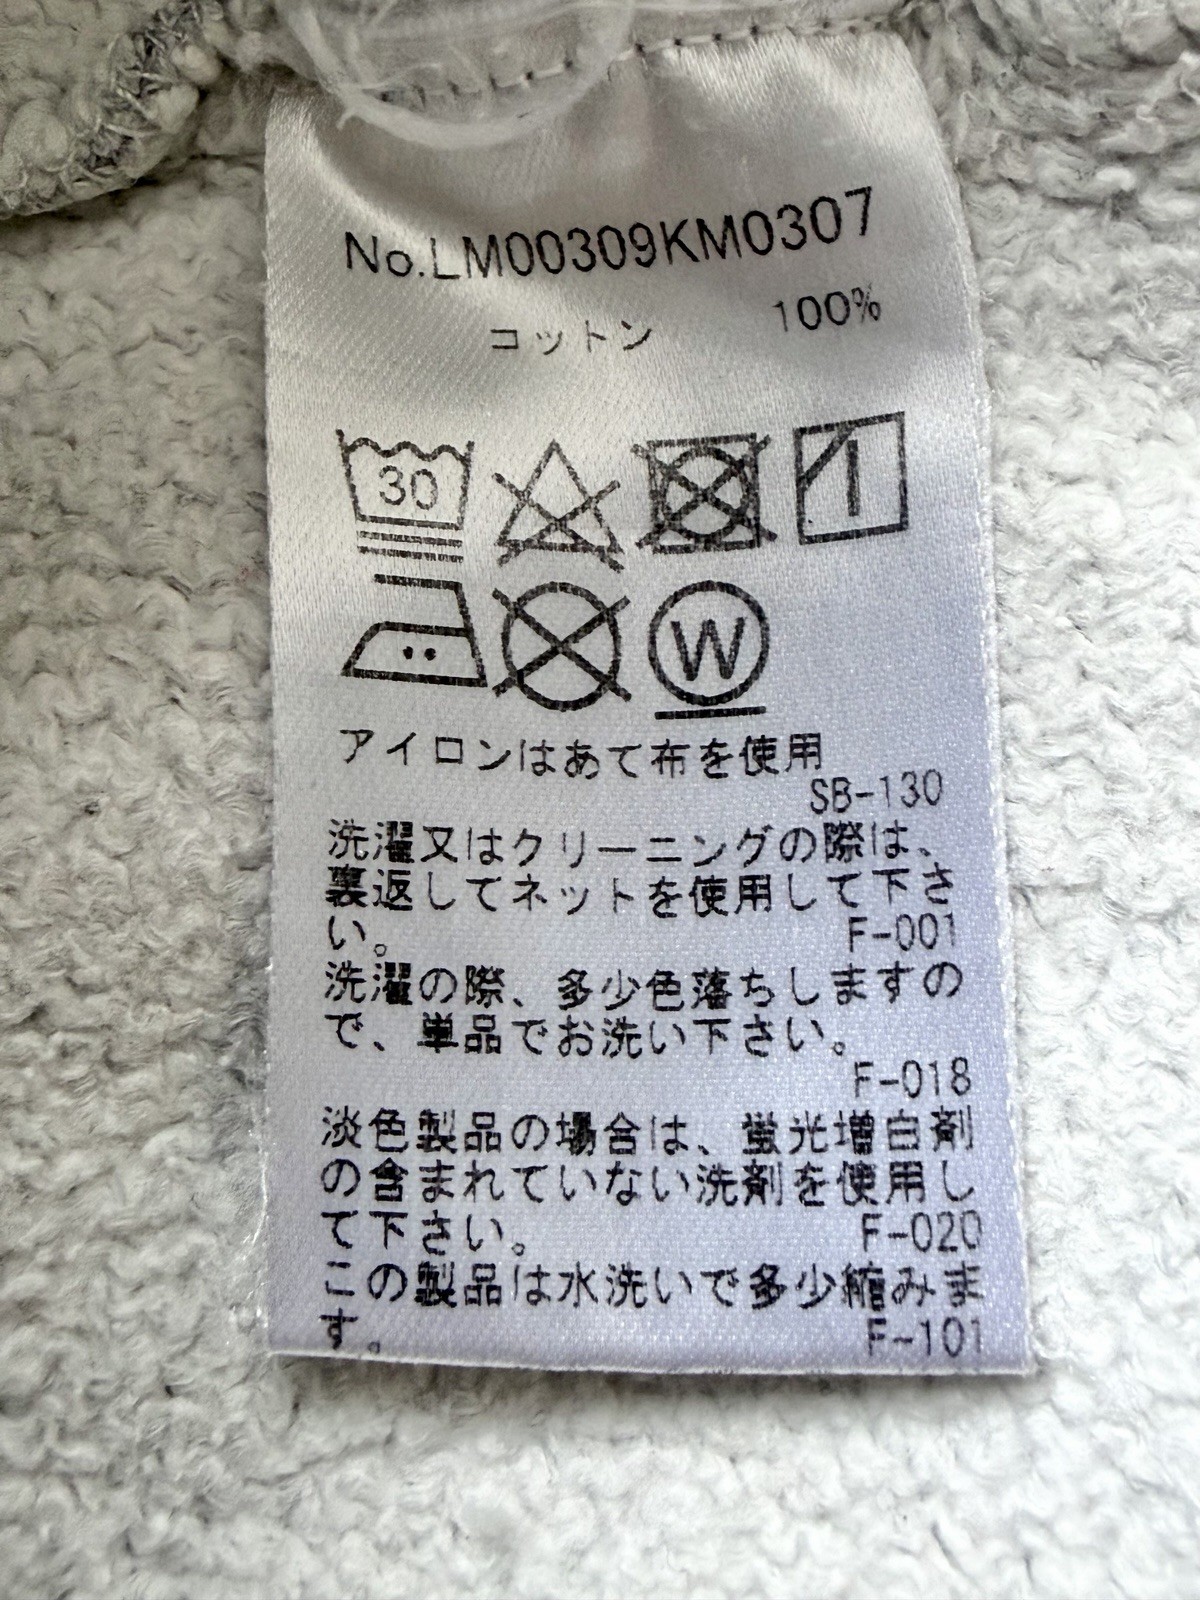 No.LM00309KM0307
コットン 100%
30
W
アイロンはあて布を使用
SB-130
洗濯又はクリーニングの際は、
裏返してネットを使用して下さ
い。 F-001
洗濯の際、多少色落ちしますの
で、単品でお洗い下さい。
F-018
淡色製品の場合は、蛍光増白剤
の含まれていない洗剤を使用し
て下さい。 F-020
この製品は水洗いで多少縮みま
す。 F-101